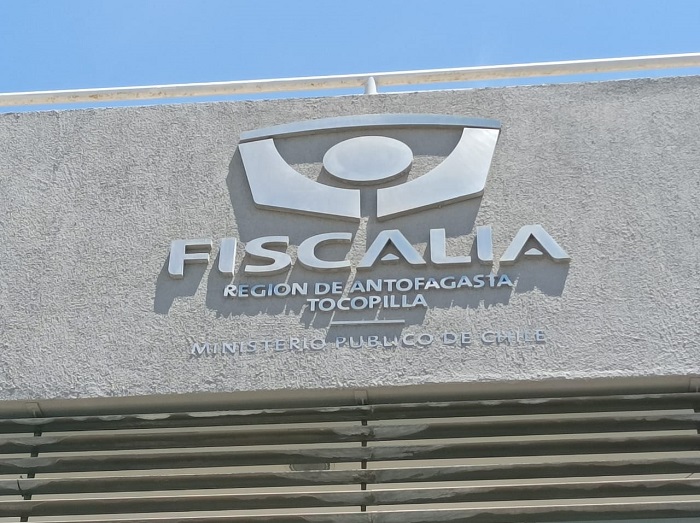 FISCALIA
REGION DE ANTOFAGASTA
TOCOPILLA
MINISTERIO PUBLICO DE CHILE